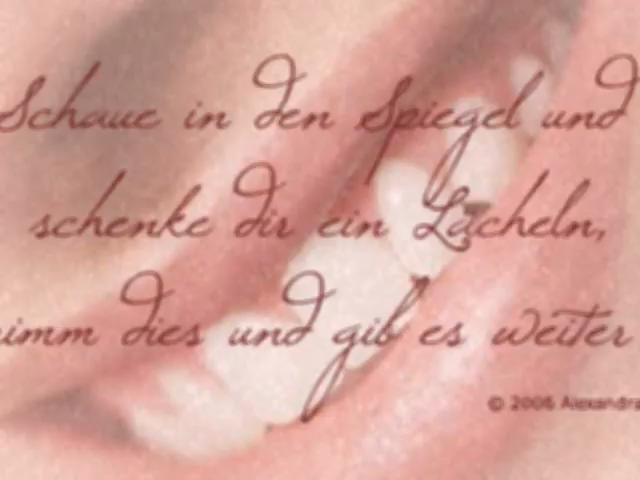 Schaue in den Spiegel und
schenke dir ein Lächeln,
nimm dies und gib es weiter
© 2006 Alexandra